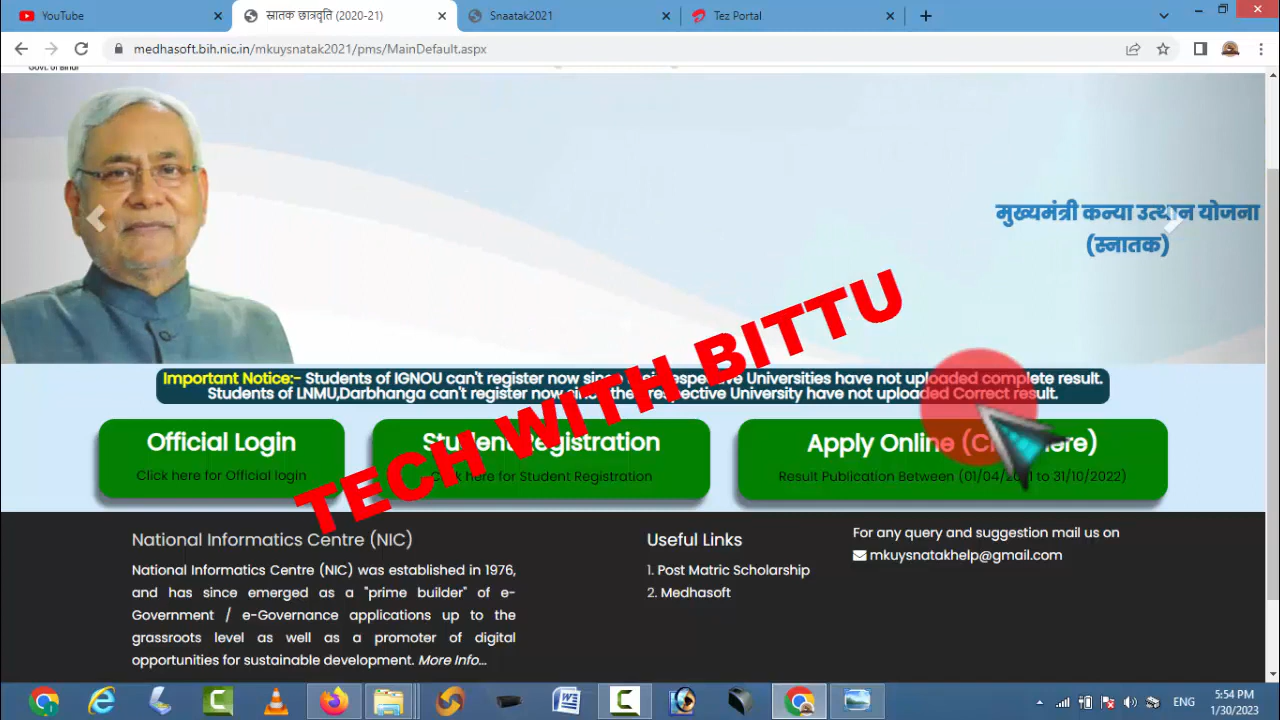 YouTube
स्नातक छात्रवृति (2020-21)
Snaatak2021
Tez Portal
medhasoft.bih.nic.in/mkuysnatak2021/pms/MainDefault.aspx
Govt. of Bihar
मुख्यमंत्री कन्या उत्थान योजना
(स्नातक)
TECH WITH BITTU
Important Notice:- Students of IGNOU can't register now since their respective Universities have not uploaded complete result.
Students of LNMU,Darbhanga can't register now since the respective University have not uploaded Correct result.
Official Login
Click here for Official login
Student Registration
Click here for Student Registration
Apply Online (Click Here)
Result Publication Between (01/04/2021 to 31/10/2022)
National Informatics Centre (NIC)
National Informatics Centre (NIC) was established in 1976,
and has since emerged as a "prime builder" of e-
Government / e-Governance applications up to the
grassroots level as well as a promoter of digital
opportunities for sustainable development. More Info...
Useful Links
1. Post Matric Scholarship
2. Medhasoft
For any query and suggestion mail us on
mkuysnatakhelp@gmail.com
ENG
5:54 PM
1/30/2023